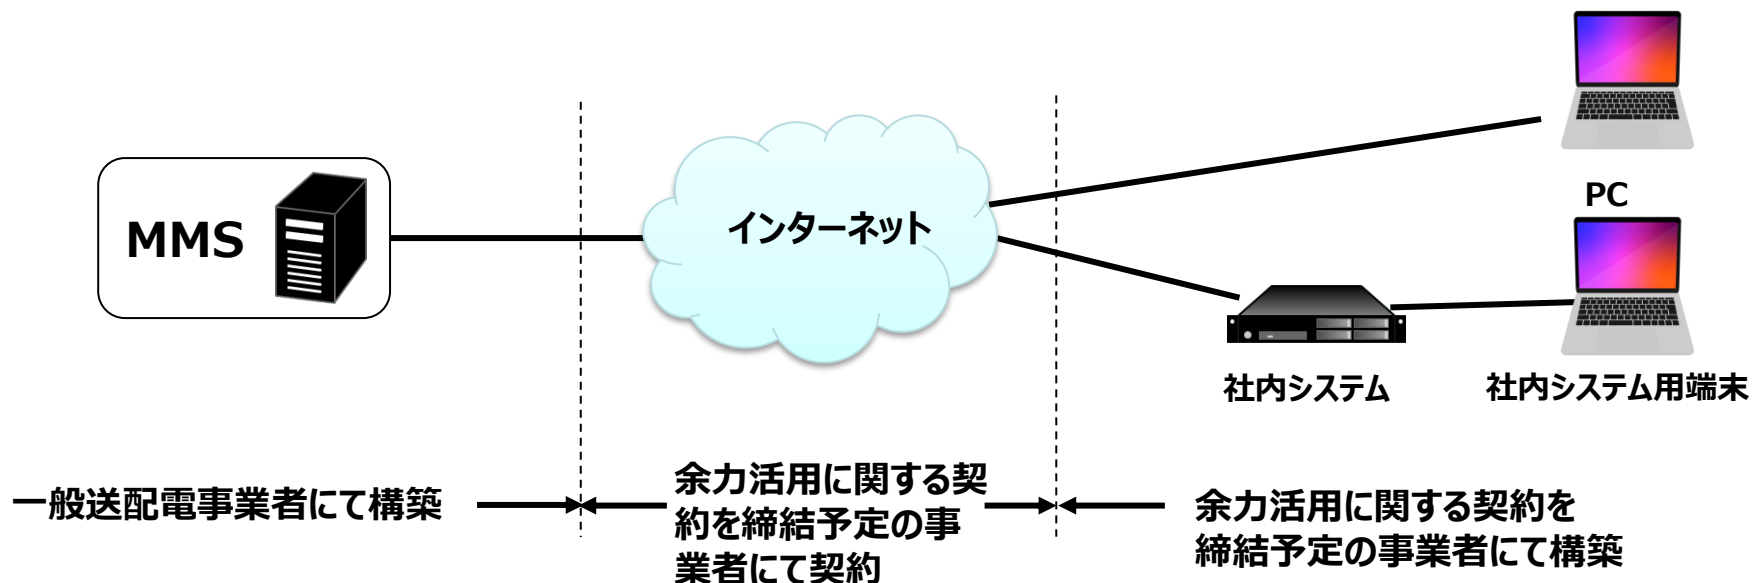 PC
MMS
インターネット
社内システム
社内システム用端末
一般送配電事業者にて構築
余力活用に関する契
約を締結予定の事
業者にて契約
余力活用に関する契約を
締結予定の事業者にて構築